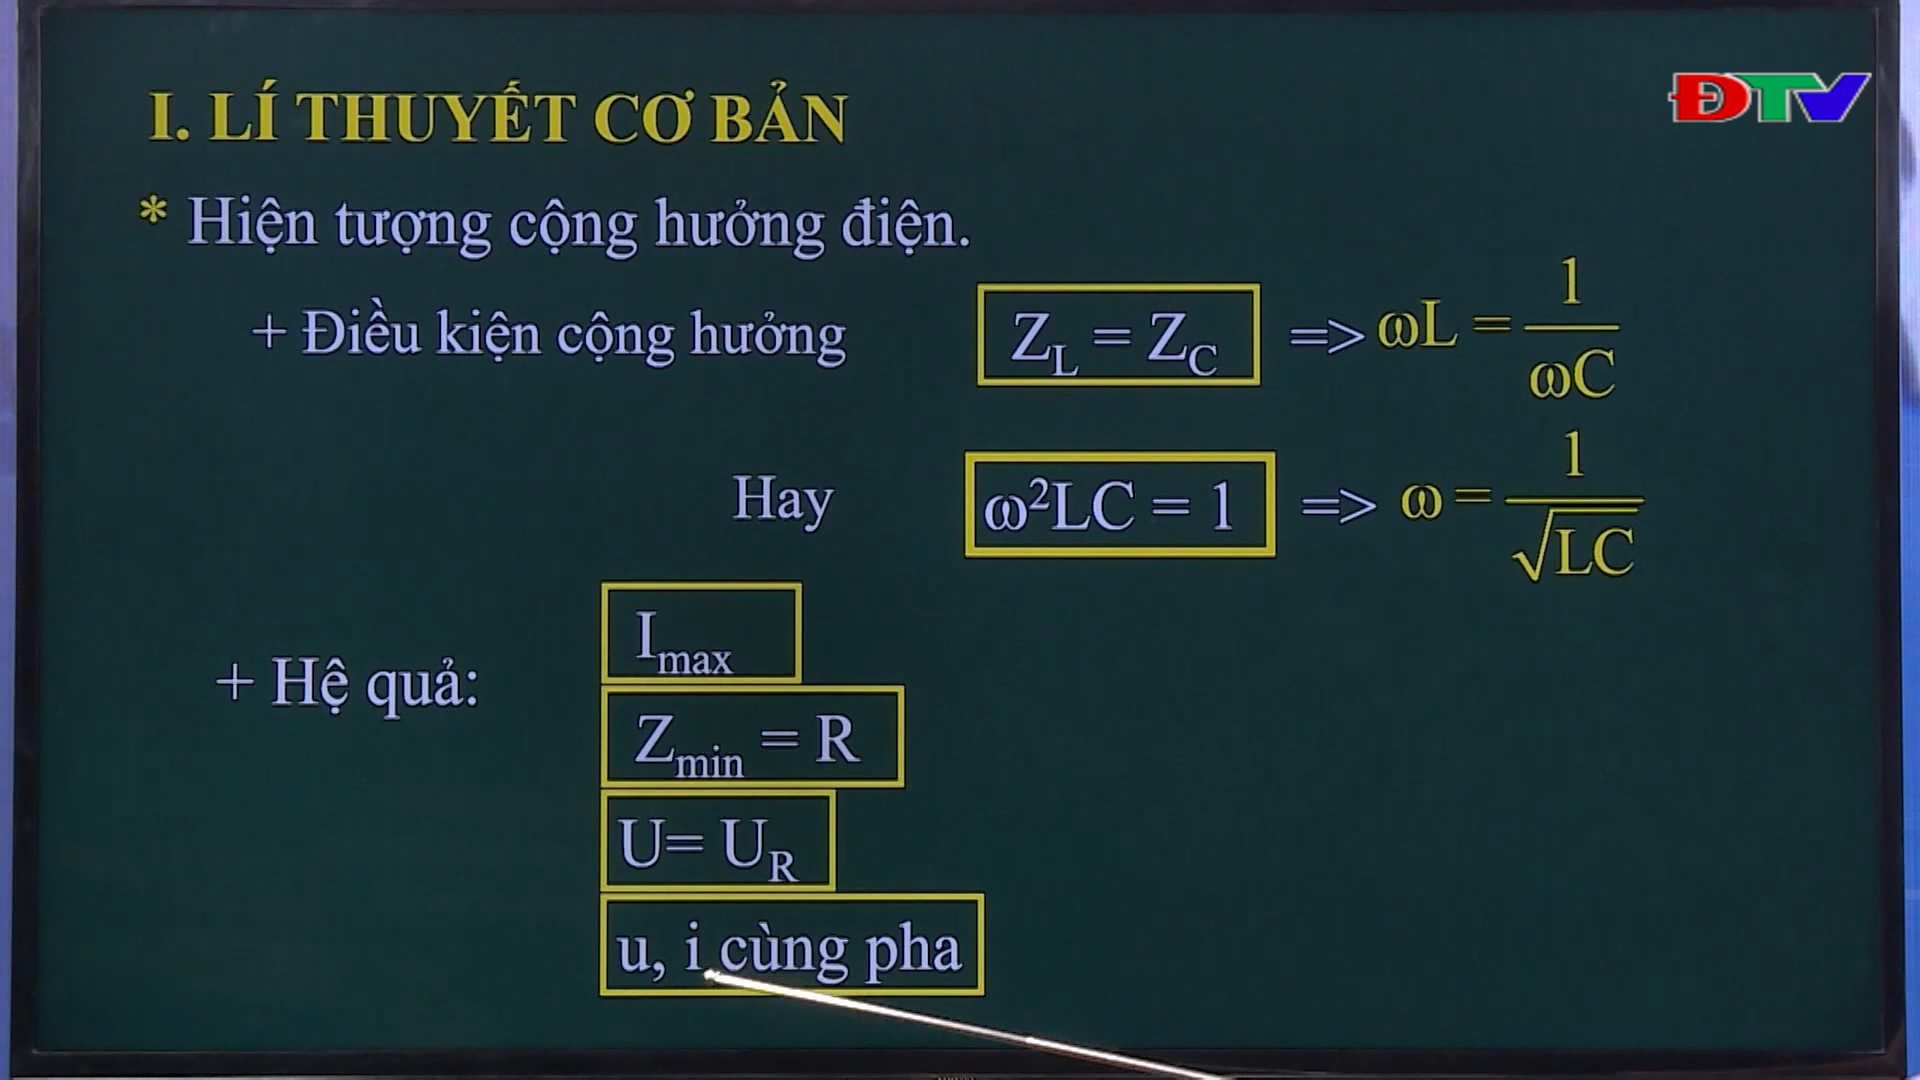 ĐTV
I. LÍ THUYẾT CƠ BẢN
* Hiện tượng cộng hưởng điện.
+ Điều kiện cộng hưởng Z_L = Z_C => ωL = 1/ωC
Hay ω²LC = 1 => ω = 1/√LC
+ Hệ quả:
I_max
Z_min = R
U= U_R
u, i cùng pha